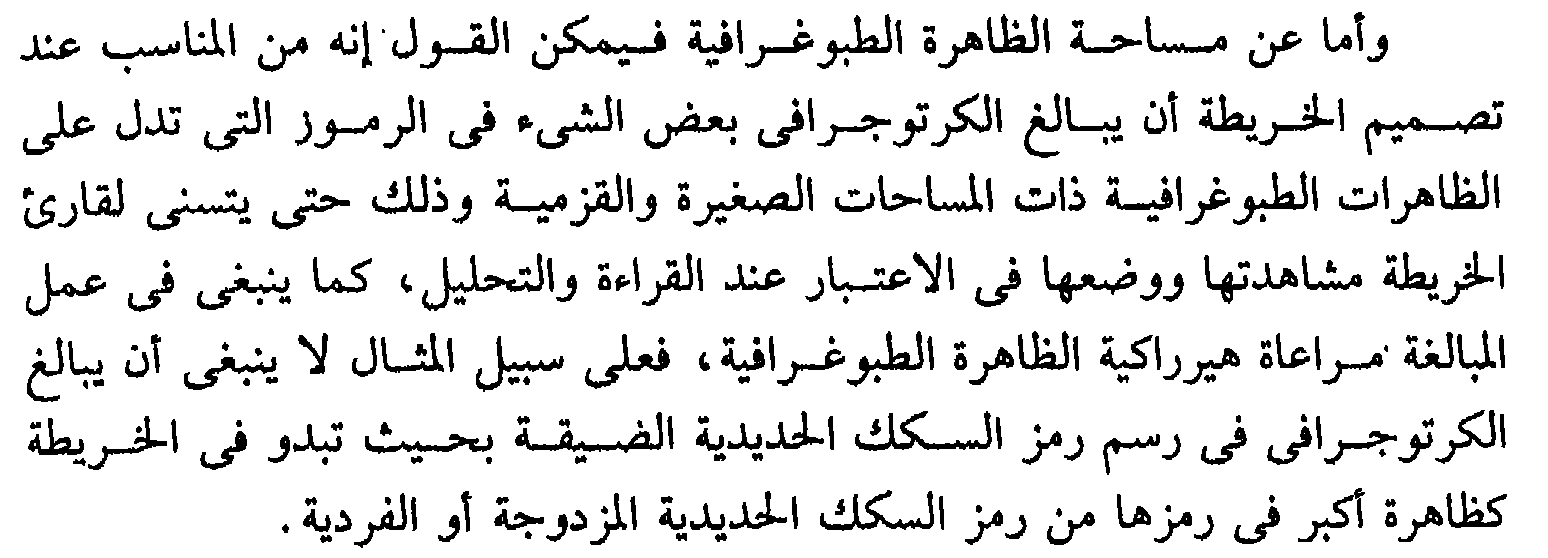 وأما عن مساحة الظاهرة الطبوغرافية فيمكن القول إنه من المناسب عند
تصميم الخريطة أن يبالغ الكرتوجرافى بعض الشىء فى الرموز التى تدل على
الظاهرات الطبوغرافية ذات المساحات الصغيرة والقزمية وذلك حتى يتسنى لقارئ
الخريطة مشاهدتها ووضعها فى الاعتبار عند القراءة والتحليل، كما ينبغى فى عمل
المبالغة مراعاة هيرراكية الظاهرة الطبوغرافية، فعلى سبيل المثال لا ينبغى أن يبالغ
الكرتوجرافى فى رسم رمز السكك الحديدية الضيقة بحيث تبدو فى الخريطة
كظاهرة أكبر فى رمزها من رمز السكك الحديدية المزدوجة أو الفردية.